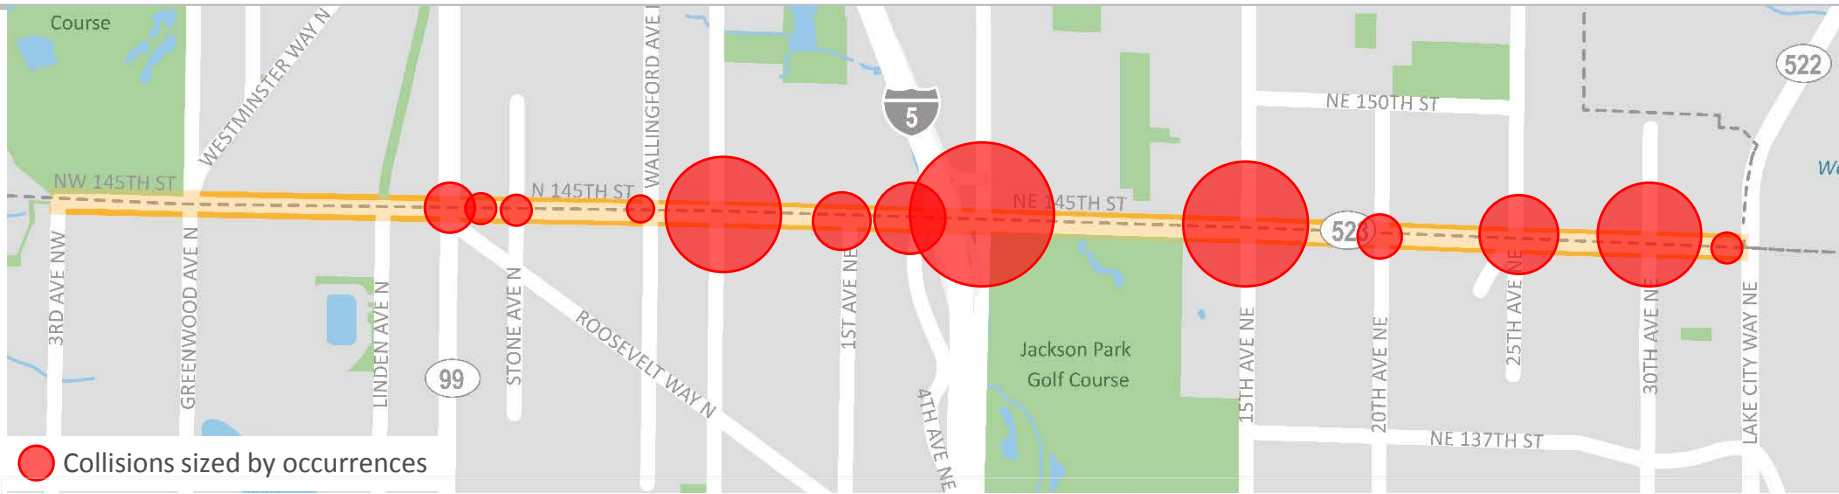 Course
WESTMINSTER WAY N
WALLINGFORD AVE N
5
522
NE 150TH ST
NW 145TH ST
N 145TH ST
NE 145TH ST
523
3RD AVE NW
GREENWOOD AVE N
LINDEN AVE N
99
STONE AVE N
ROOSEVELT WAY N
1ST AVE NE
4TH AVE NE
Jackson Park
Golf Course
15TH AVE NE
20TH AVE NE
25TH AVE NE
30TH AVE NE
LAKE CITY WAY NE
NE 137TH ST
Collisions sized by occurrences